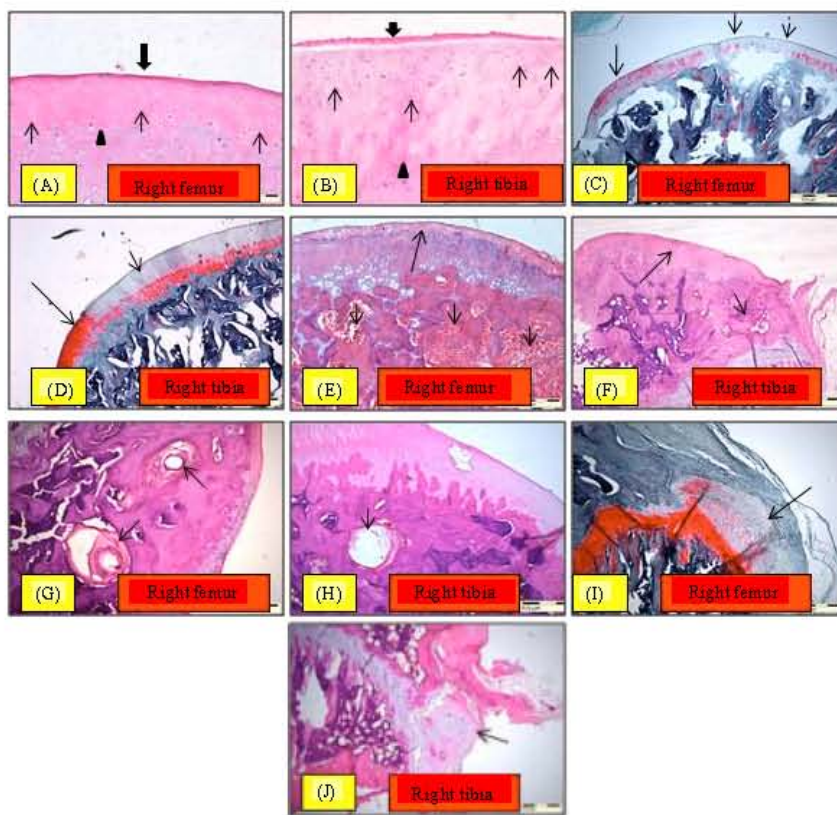 (A) Right femur
(B) Right tibia
(C) Right femur
(D) Right tibia
(E) Right femur
(F) Right tibia
(G) Right femur
(H) Right tibia
(I) Right femur
(J) Right tibia